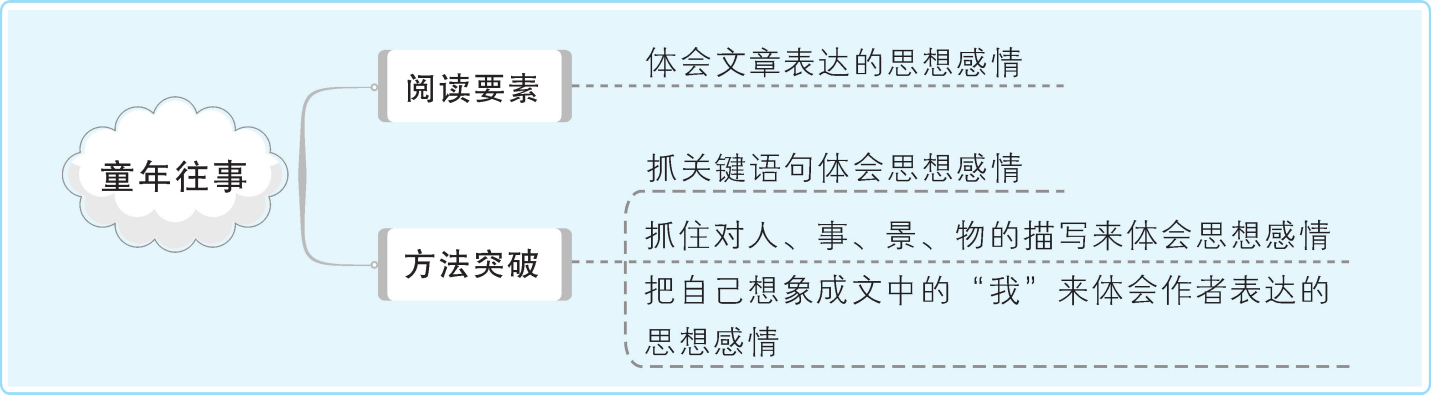 童年往事
阅读要素
体会文章表达的思想感情
方法突破
抓关键语句体会思想感情
抓住对人、事、景、物的描写来体会思想感情
把自己想象成文中的“我”来体会作者表达的
思想感情